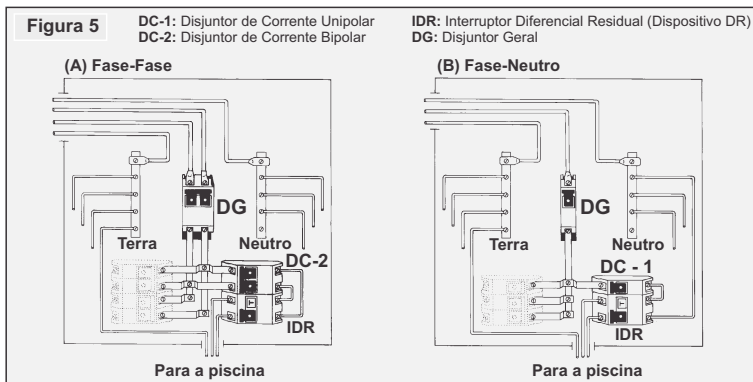 Figura 5
DC-1: Disjuntor de Corrente Unipolar
DC-2: Disjuntor de Corrente Bipolar
IDR: Interruptor Diferencial Residual (Dispositivo DR)
DG: Disjuntor Geral
(A) Fase-Fase
DG
Terra
Neutro
DC-2
T
IDR
Para a piscina
(B) Fase-Neutro
DG
Terra
Neutro
DC - 1
T
IDR
Para a piscina